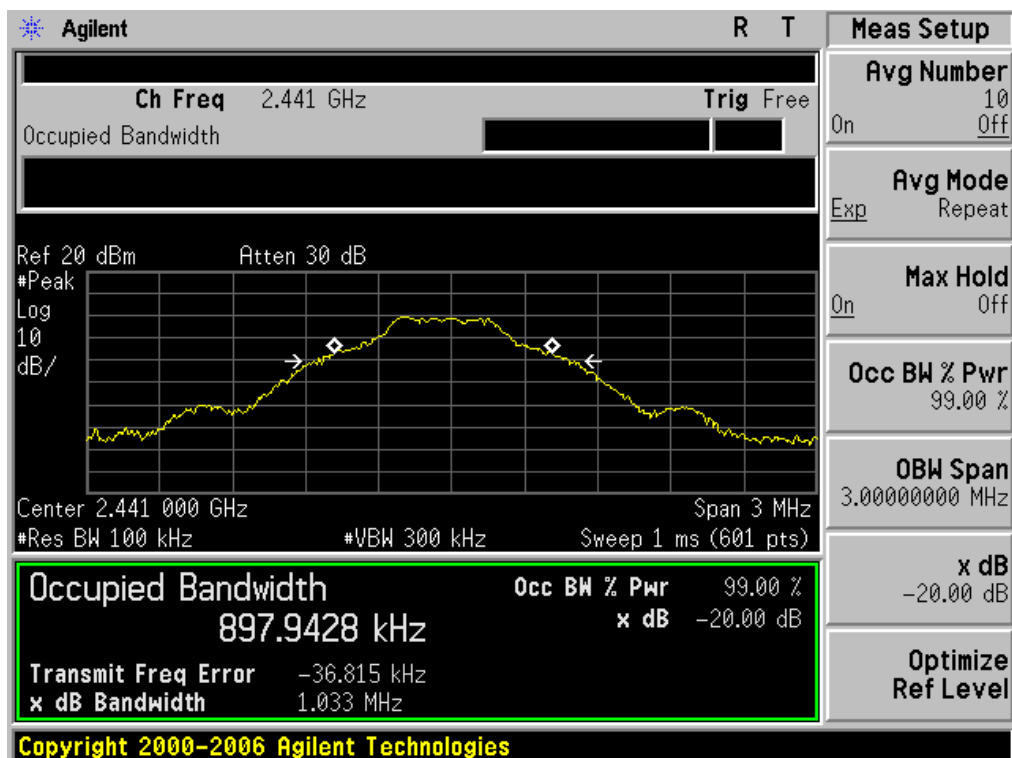 Agilent R T
Ch Freq 2.441 GHz Trig Free
Occupied Bandwidth
Ref 20 dBm Atten 30 dB
#Peak
Log
10
dB/
Center 2.441 000 GHz Span 3 MHz
#Res BW 100 kHz #VBW 300 kHz Sweep 1 ms (601 pts)
Occupied Bandwidth Occ BW % Pwr 99.00 %
897.9428 kHz x dB -20.00 dB
Transmit Freq Error -36.815 kHz
x dB Bandwidth 1.033 MHz
Copyright 2000-2006 Agilent Technologies
Meas Setup
Avg Number
10
On Off
Avg Mode
Exp Repeat
Max Hold
On Off
Occ BW % Pwr
99.00 %
OBW Span
3.00000000 MHz
x dB
-20.00 dB
Optimize
Ref Level